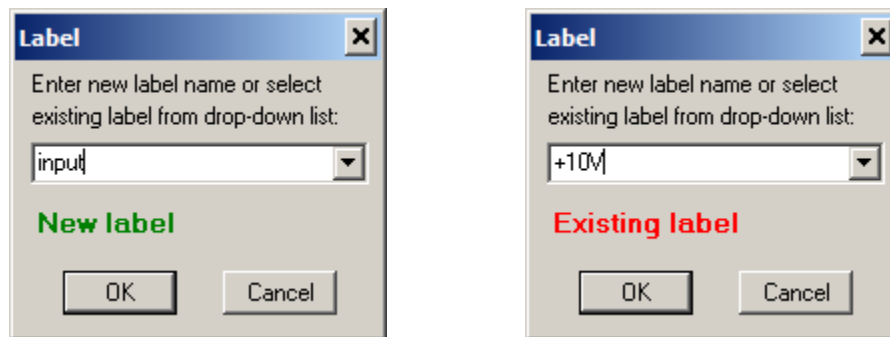 Label
Enter new label name or select
existing label from drop-down list:
input
New label
OK Cancel
Label
Enter new label name or select
existing label from drop-down list:
+10V
Existing label
OK Cancel